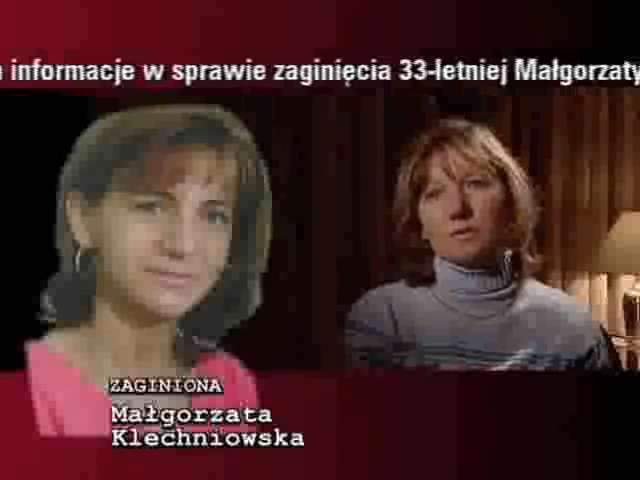 informacje w sprawie zaginięcia 33-letniej Małgorzaty
ZAGINIONA
Małgorzata
Klechniowska